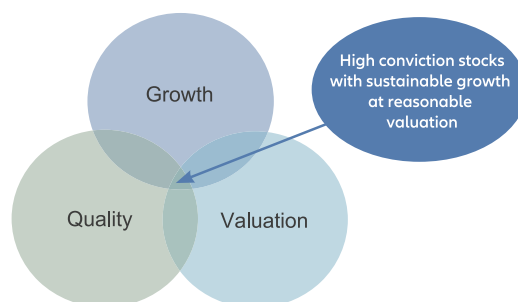 Growth
High conviction stocks
with sustainable growth
at reasonable
valuation
Quality
Valuation